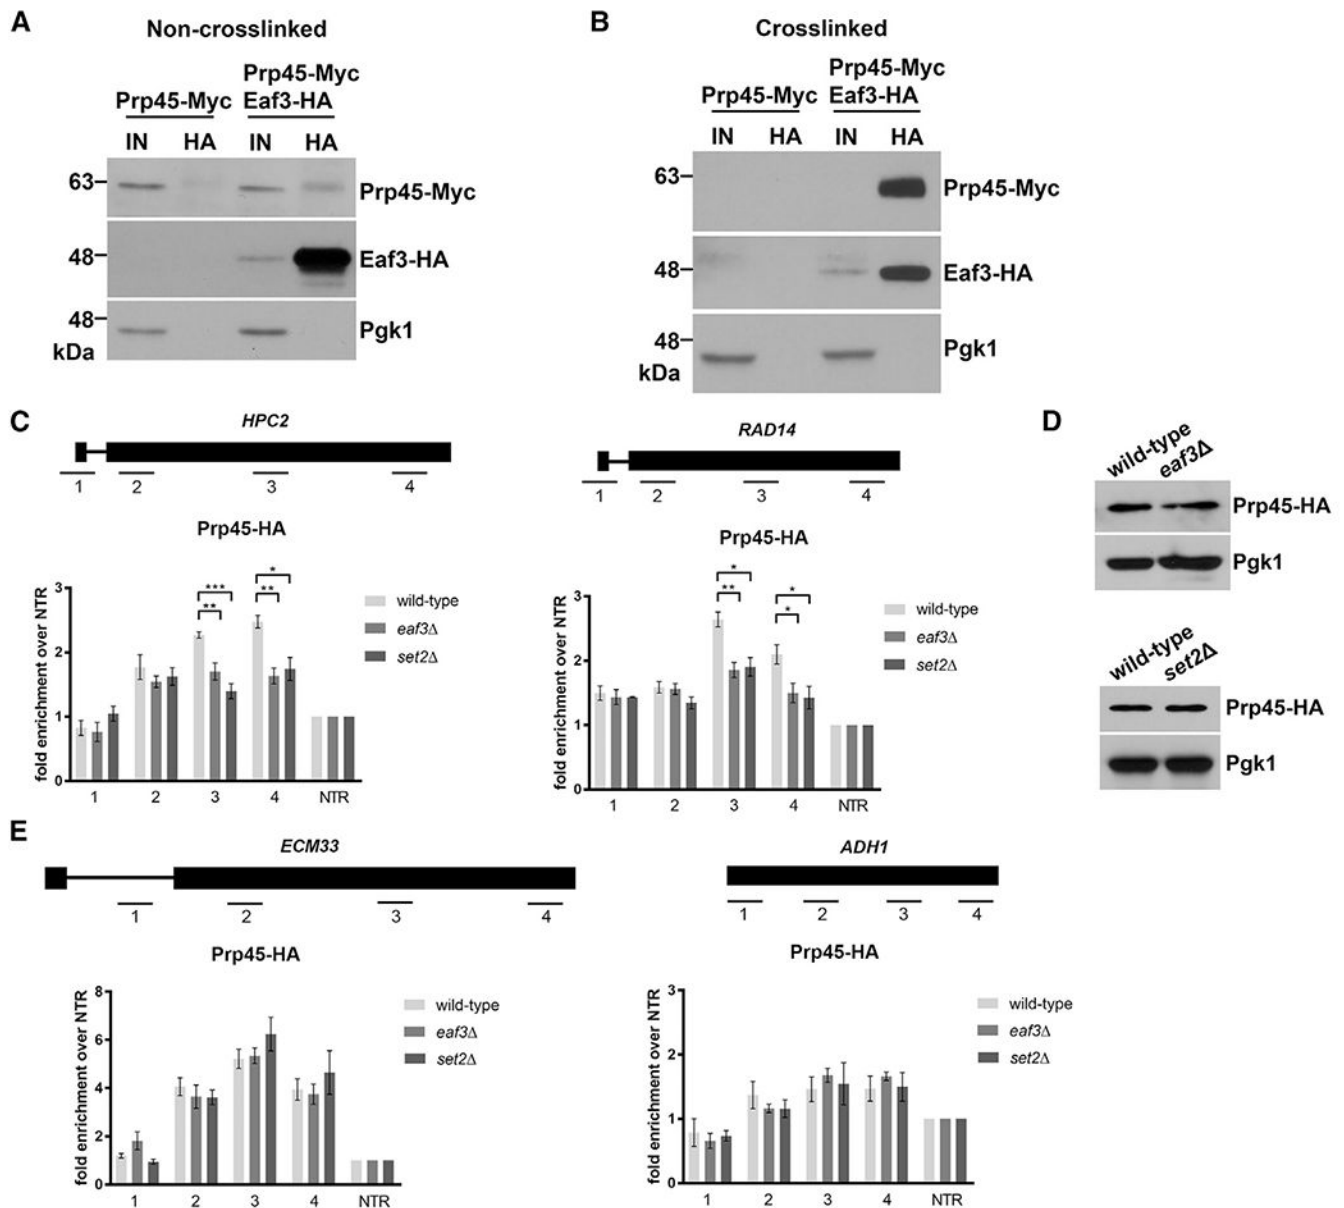 A
Non-crosslinked
Prp45-Myc
Prp45-Myc Eaf3-HA
IN HA IN HA
63 Prp45-Myc
48 Eaf3-HA
48 Pgk1
kDa
B
Crosslinked
Prp45-Myc
Prp45-Myc Eaf3-HA
IN HA IN HA
63 Prp45-Myc
48 Eaf3-HA
48 Pgk1
kDa
C
HPC2
1 2 3 4
Prp45-HA
fold enrichment over NTR
3
2
1
0
*** ** * **
wild-type
eaf3Δ
set2Δ
1 2 3 4 NTR
RAD14
1 2 3 4
Prp45-HA
fold enrichment over NTR
3
2
1
0
* ** * *
wild-type
eaf3Δ
set2Δ
1 2 3 4 NTR
D
wild-type eaf3Δ
Prp45-HA
Pgk1
wild-type set2Δ
Prp45-HA
Pgk1
E
ECM33
1 2 3 4
Prp45-HA
fold enrichment over NTR
8
6
4
2
0
wild-type
eaf3Δ
set2Δ
1 2 3 4 NTR
ADH1
1 2 3 4
Prp45-HA
fold enrichment over NTR
3
2
1
0
wild-type
eaf3Δ
set2Δ
1 2 3 4 NTR